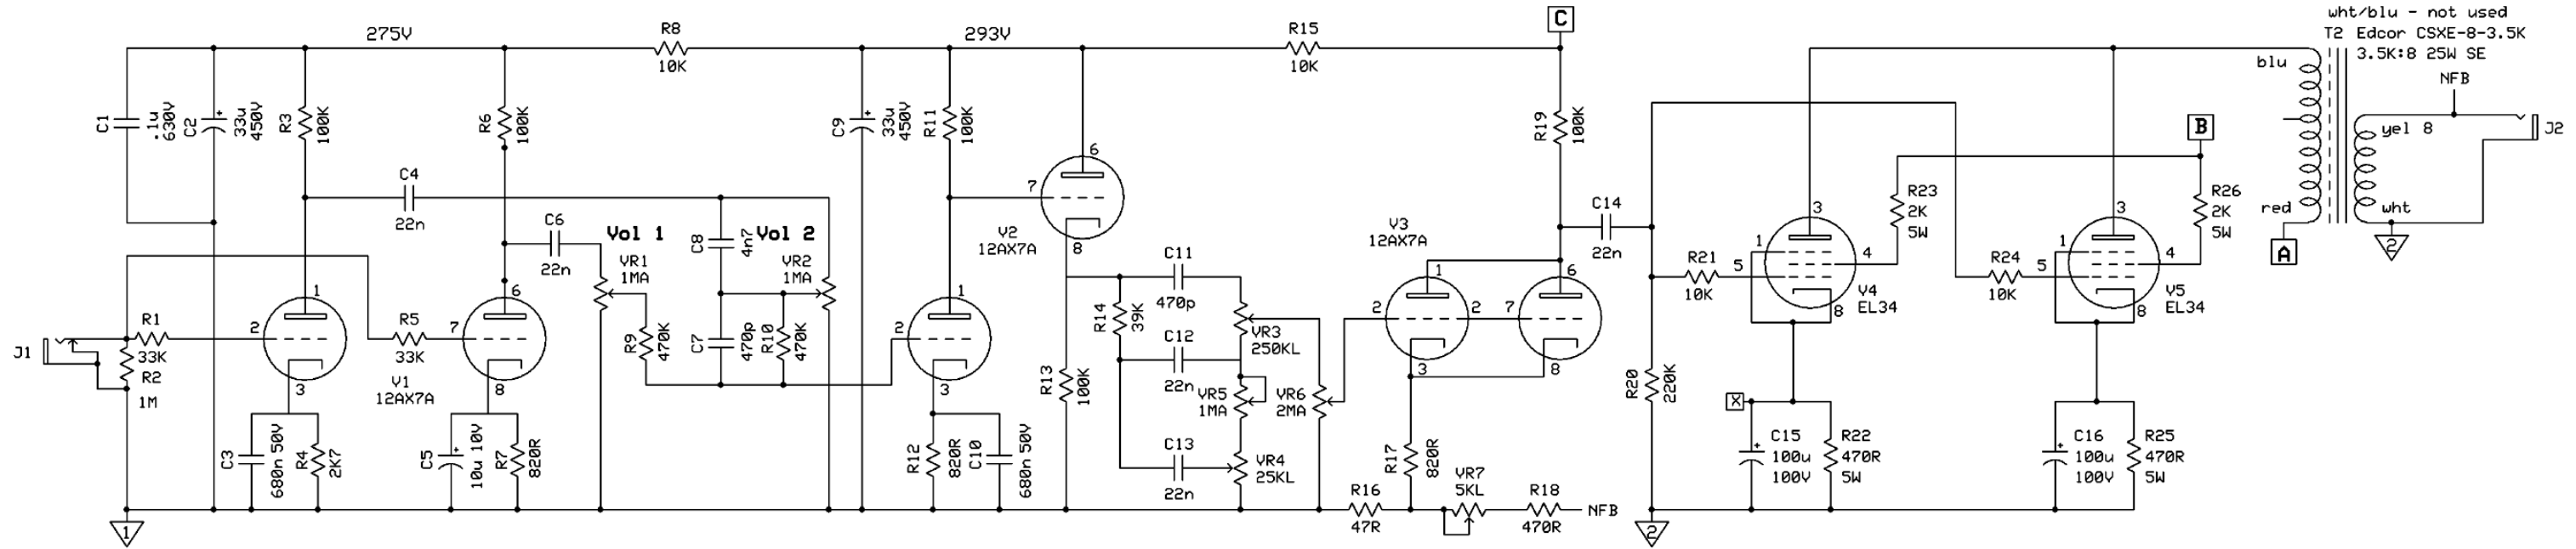 275V
R8
10K
293V
R15
10K
C
wht/blu - not used
T2 Edcor CSXE-8-3.5K
3.5K:8 25W SE
NFB
blu
red
A
yel 8
wht
2
J2
B
C1
.1u
630V
C2
+
33u
450V
R3
100K
R6
100K
C9
+
33u
450V
R11
100K
R19
100K
C4
22n
C6
22n
Vol 1
VR1
1MA
C8
4n7
Vol 2
VR2
1MA
R9
470K
C7
470p
R10
470K
J1
R1
33K
R2
1M
2
1
3
R5
33K
V1
12AX7A
7
6
8
C3
680n 50V
R4
2K7
C5
+
10u 10V
R7
820R
1
2
1
3
R12
820R
C10
680n 50V
7
6
8
V2
12AX7A
R13
100K
R14
39K
C11
470p
C12
22n
C13
22n
VR3
250KL
VR5
1MA
VR4
25KL
VR6
2MA
V3
12AX7A
2
1
2
3
7
6
8
R17
820R
R16
47R
VR7
5KL
R18
470R
NFB
C14
22n
R20
220K
2
R21
10K
1
5
3
4
8
V4
EL34
R23
2K
5W
X
+
C15
100u
100V
R22
470R
5W
R24
10K
1
5
3
4
8
V5
EL34
R26
2K
5W
+
C16
100u
100V
R25
470R
5W